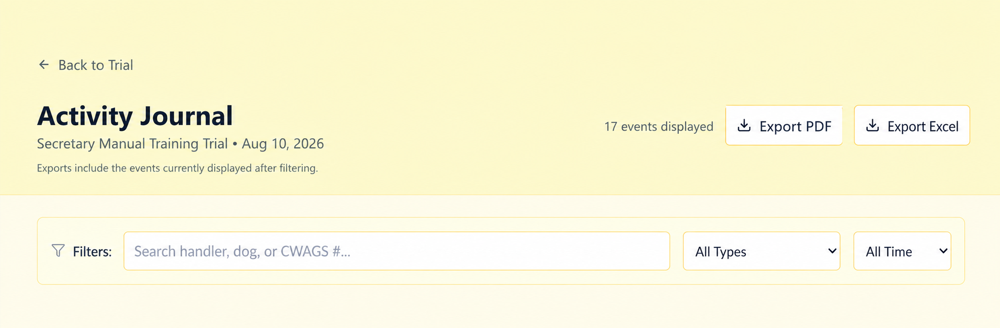 Back to Trial
Activity Journal
Secretary Manual Training Trial • Aug 10, 2026
Exports include the events currently displayed after filtering.
17 events displayed
Export PDF
Export Excel
Filters:
Search handler, dog, or CWAGS #...
All Types
All Time